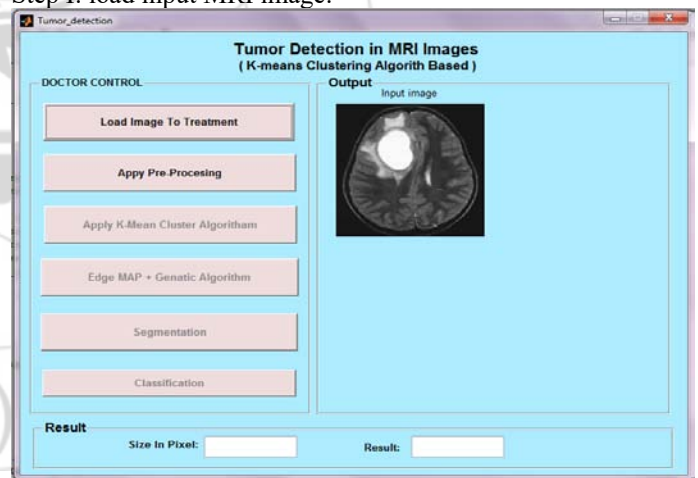 Step I: load input MRI image.
Tumor_detection
Tumor Detection in MRI Images
( K-means Clustering Algorith Based )
DOCTOR CONTROL
Load Image To Treatment
Appy Pre-Procesing
Apply K-Mean Cluster Algoritham
Edge MAP + Genatic Algorithm
Segmentation
Classification
Output
Input image
Result
Size In Pixel:
Result: